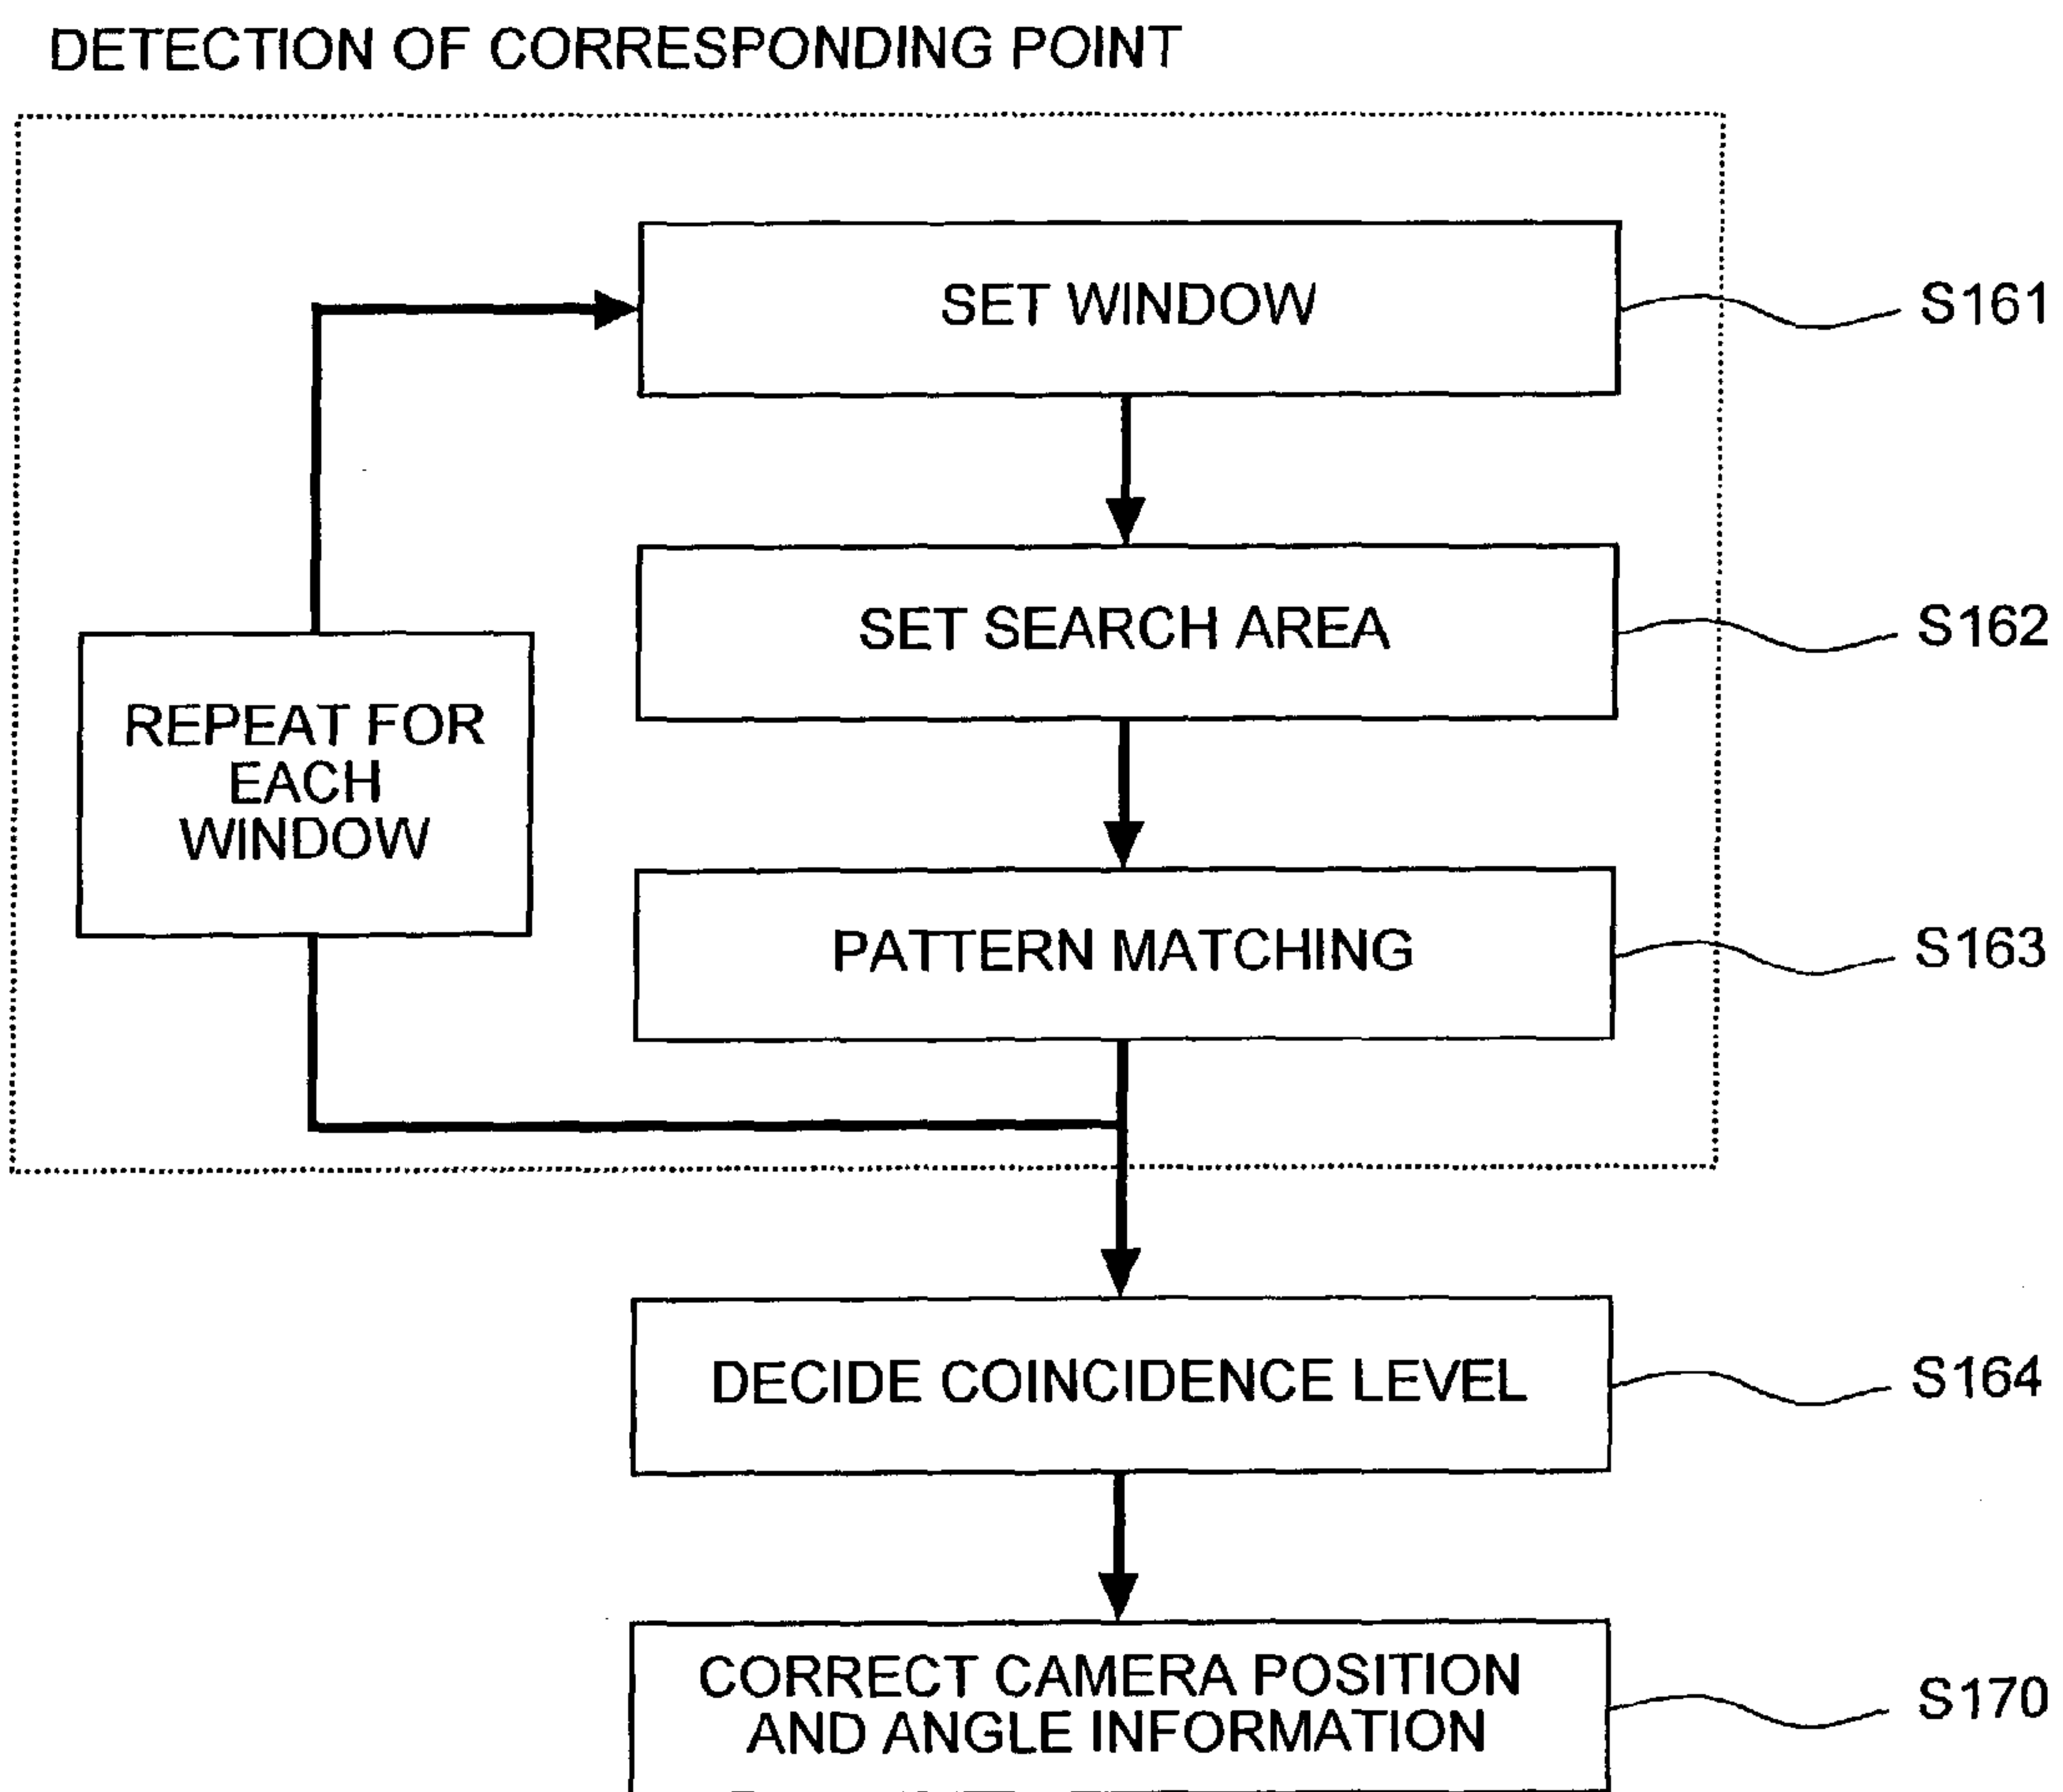 DETECTION OF CORRESPONDING POINT
SET WINDOW
S161
SET SEARCH AREA
S162
REPEAT FOR
EACH
WINDOW
PATTERN MATCHING
S163
DECIDE COINCIDENCE LEVEL
S164
CORRECT CAMERA POSITION
AND ANGLE INFORMATION
S170